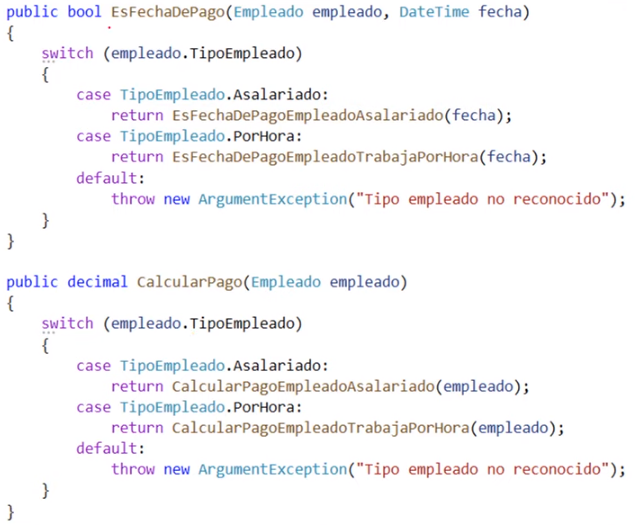 public bool EsFechaDePago(Empleado empleado, DateTime fecha)
{
    switch (empleado.TipoEmpleado)
    {
        case TipoEmpleado.Asalariado:
            return EsFechaDePagoEmpleadoAsalariado(fecha);
        case TipoEmpleado.PorHora:
            return EsFechaDePagoEmpleadoTrabajaPorHora(fecha);
        default:
            throw new ArgumentException("Tipo empleado no reconocido");
    }
}
public decimal CalcularPago(Empleado empleado)
{
    switch (empleado.TipoEmpleado)
    {
        case TipoEmpleado.Asalariado:
            return CalcularPagoEmpleadoAsalariado(empleado);
        case TipoEmpleado.PorHora:
            return CalcularPagoEmpleadoTrabajaPorHora(empleado);
        default:
            throw new ArgumentException("Tipo empleado no reconocido");
    }
}